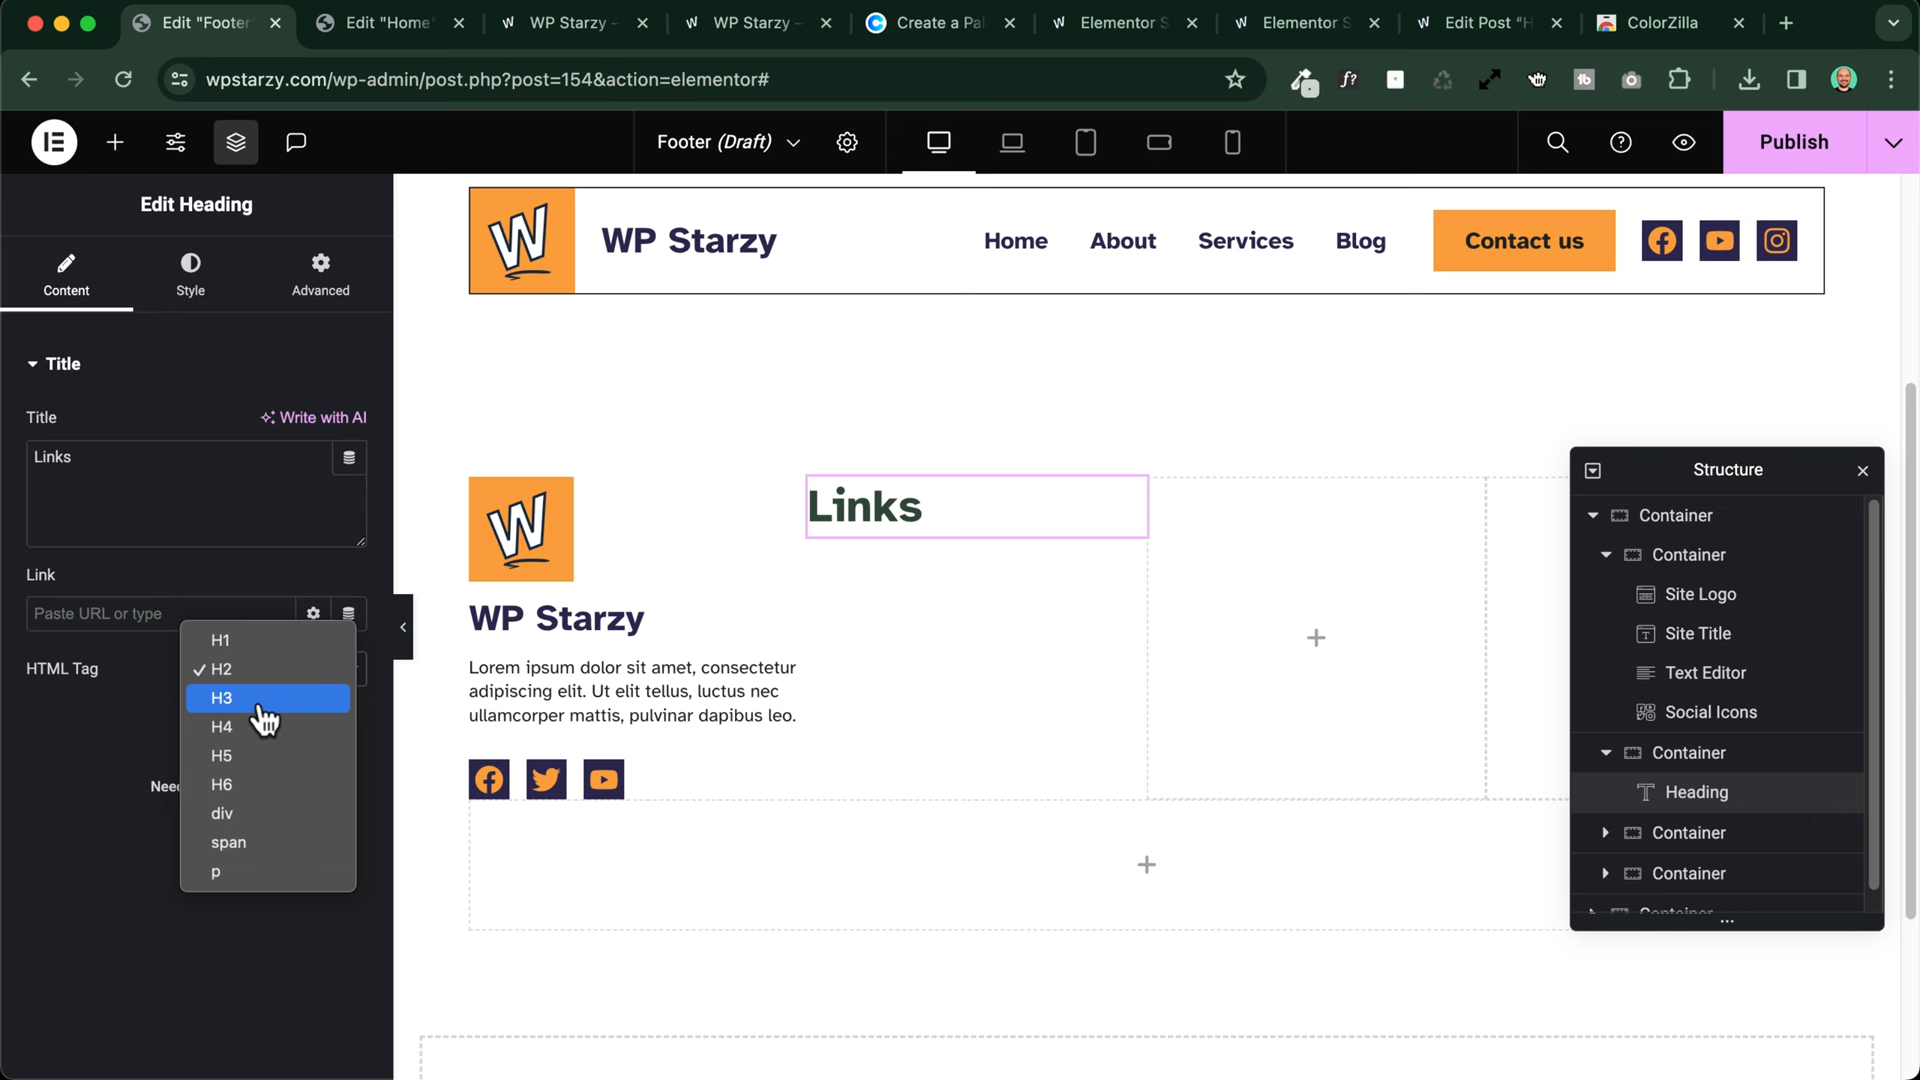 Edit "Footer
Edit "Home"
WP Starzy –
WP Starzy –
Create a Pal
Elementor S
Elementor S
Edit Post “H
ColorZilla
wpstarzy.com/wp-admin/post.php?post=154&action=elementor#
Footer (Draft)
Publish
Edit Heading
Content
Style
Advanced
Title
Title
Write with AI
Links
Link
Paste URL or type
HTML Tag
H1
H2
H3
H4
H5
H6
div
span
p
Need
W
WP Starzy
Home
About
Services
Blog
Contact us
W
WP Starzy
Lorem ipsum dolor sit amet, consectetur
adipiscing elit. Ut elit tellus, luctus nec
ullamcorper mattis, pulvinar dapibus leo.
Links
Structure
Container
Container
Site Logo
Site Title
Text Editor
Social Icons
Container
Heading
Container
Container
Container